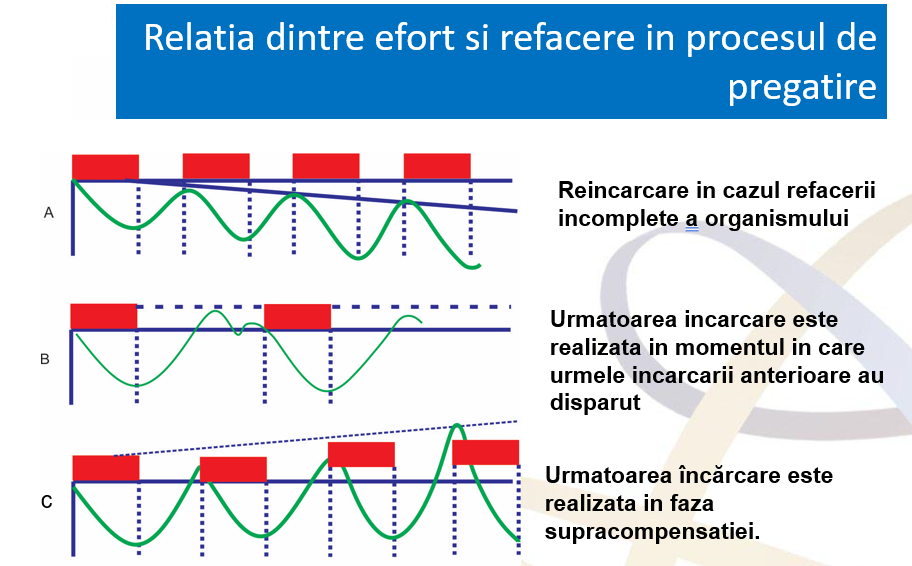 Relatia dintre efort si refacere in procesul de
pregatire
A
Reincarcare in cazul refacerii
incomplete a organismului
B
Urmatoarea incarcare este
realizata in momentul in care
urmele incarcarii anterioare au
disparut
C
Urmatoarea încărcare este
realizata in faza
supracompensatiei.